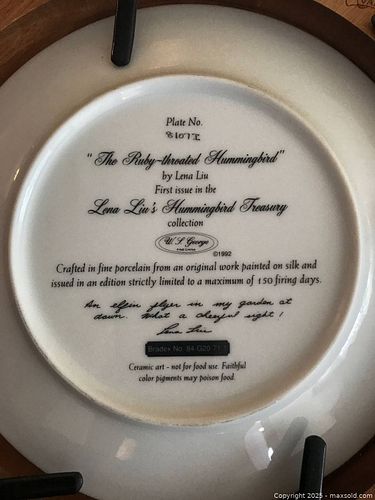 Plate No.
8107I
"The Ruby-throated Hummingbird"
by Lena Liu
First issue in the
Lena Liu's Hummingbird Treasury
collection
W. S. George
©1992
Crafted in fine porcelain from an original work painted on silk and
issued in an edition strictly limited to a maximum of 150 firing days.
An elfin flyer in my garden at
dawn. What a cheerful sight!
Lena Liu
Bradex No. 84-G20-71.1
Ceramic art - not for food use. Faithful
color pigments may poison food.
Copyright 2025 - maxsold.com